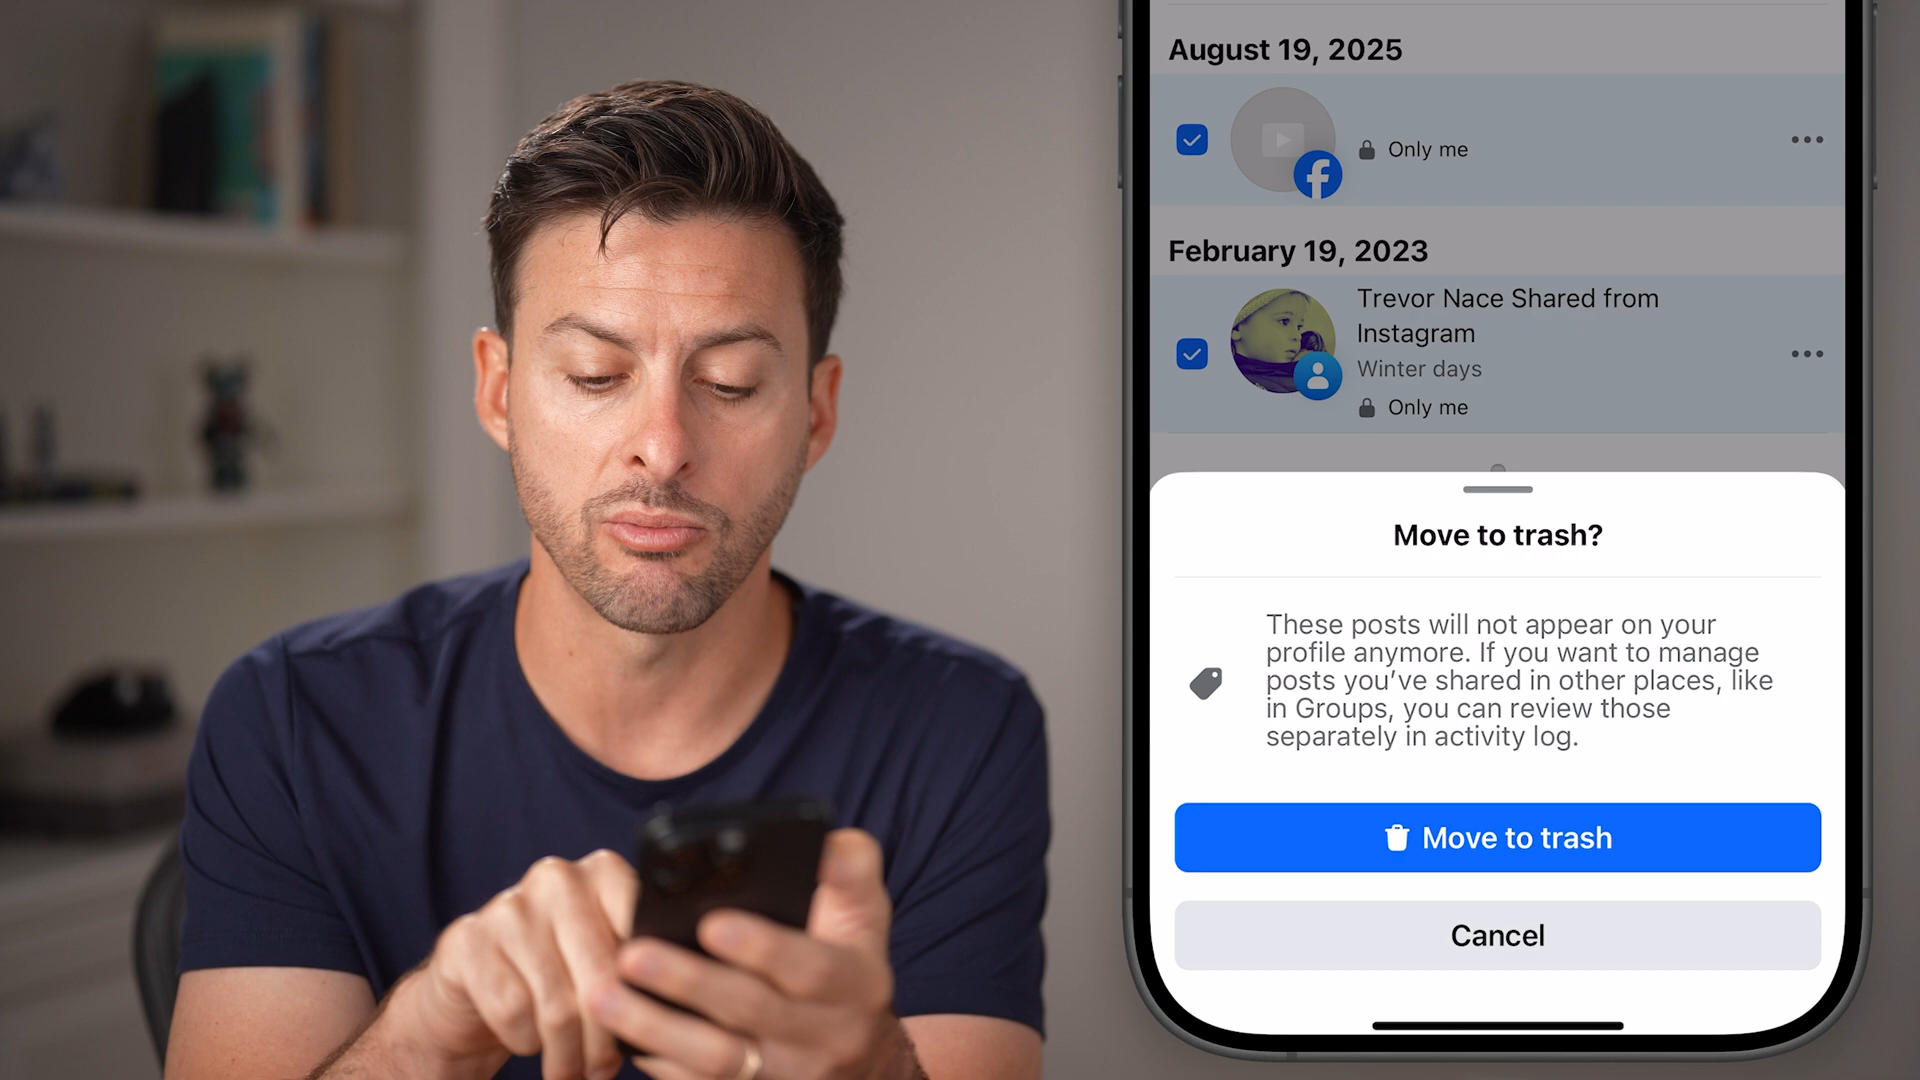 August 19, 2025
Only me
February 19, 2023
Trevor Nace Shared from
Instagram
Winter days
Only me
Move to trash?
These posts will not appear on your
profile anymore. If you want to manage
posts you’ve shared in other places, like
in Groups, you can review those
separately in activity log.
Move to trash
Cancel